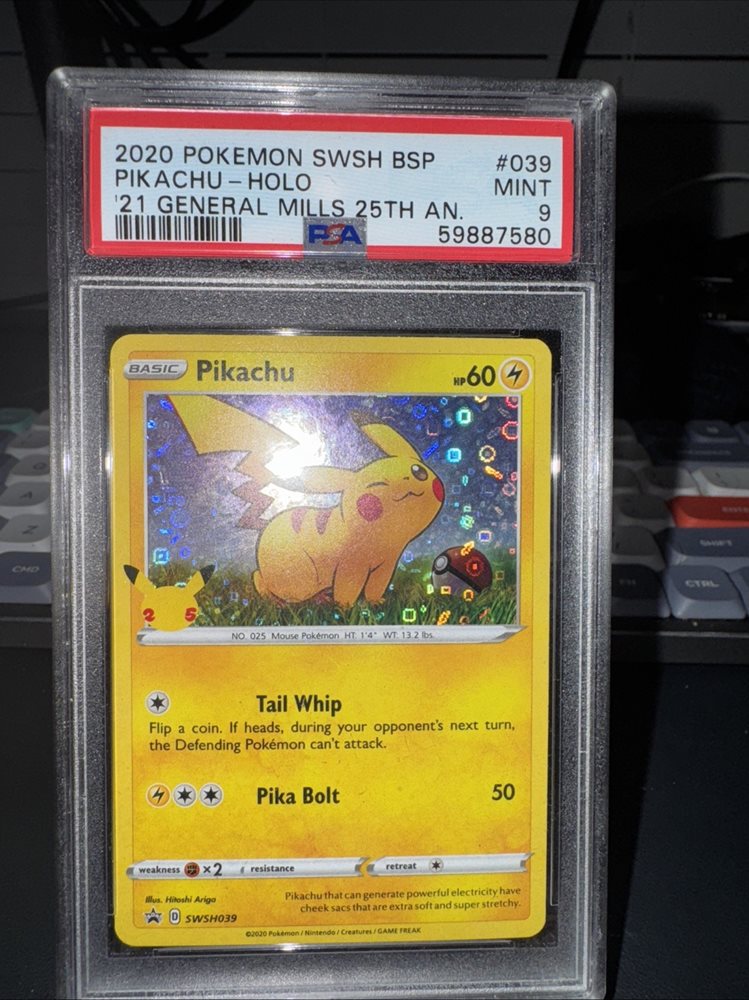 2020 POKEMON SWSH BSP #039
PIKACHU - HOLO MINT
'21 GENERAL MILLS 25TH AN. 9
PSA 59887580
BASIC Pikachu HP60
25
NO. 025 Mouse Pokémon HT: 1'4" WT: 13.2 lbs.
Tail Whip
Flip a coin. If heads, during your opponent's next turn,
the Defending Pokémon can't attack.
Pika Bolt 50
weakness ×2 resistance retreat
Illus. Hitoshi Ariga
Pikachu that can generate powerful electricity have
cheek sacs that are extra soft and super stretchy.
D SWSH039
©2020 Pokémon / Nintendo / Creatures / GAME FREAK
A
Z
CMD
SHIFT
CTRL